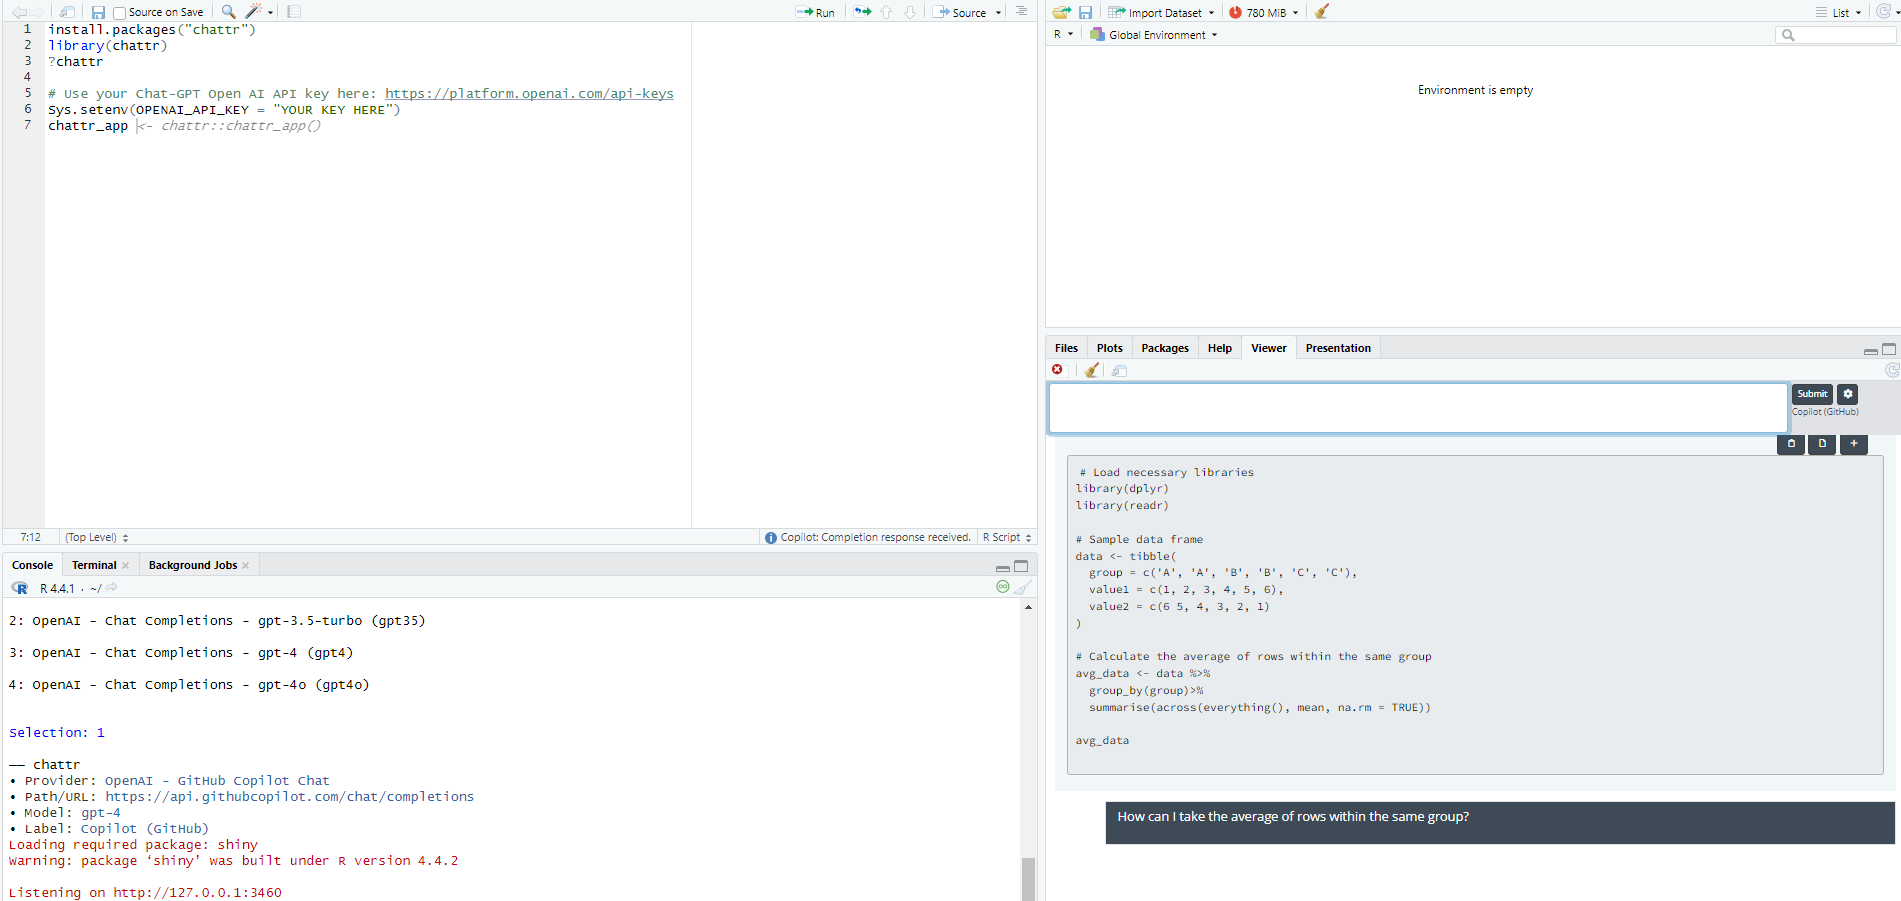 Source on Save
Run
Source
1 install.packages("chattr")
2 library(chattr)
3 ?chattr
4
5 # Use your Chat-GPT Open AI API key here: https://platform.openai.com/api-keys
6 Sys.setenv(OPENAI_API_KEY = "YOUR KEY HERE")
7 chattr_app <- chattr::chattr_app()
7:12 (Top Level) Copilot: Completion response received. R Script
Console Terminal Background Jobs
R 4.4.1 · ~/
2: OpenAI - Chat Completions - gpt-3.5-turbo (gpt35)
3: OpenAI - Chat Completions - gpt-4 (gpt4)
4: OpenAI - Chat Completions - gpt-4o (gpt4o)
Selection: 1
── chattr
• Provider: OpenAI - GitHub Copilot Chat
• Path/URL: https://api.githubcopilot.com/chat/completions
• Model: gpt-4
• Label: Copilot (GitHub)
Loading required package: shiny
Warning: package ‘shiny’ was built under R version 4.4.2
Listening on http://127.0.0.1:3460
Import Dataset 780 MiB List
R Global Environment
Environment is empty
Files Plots Packages Help Viewer Presentation
Submit
Copilot (GitHub)
# Load necessary libraries
library(dplyr)
library(readr)
# Sample data frame
data <- tibble(
group = c('A', 'A', 'B', 'B', 'C', 'C'),
value1 = c(1, 2, 3, 4, 5, 6),
value2 = c(6 5, 4, 3, 2, 1)
)
# Calculate the average of rows within the same group
avg_data <- data %>%
group_by(group)>%
summarise(across(everything(), mean, na.rm = TRUE))
avg_data
How can I take the average of rows within the same group?